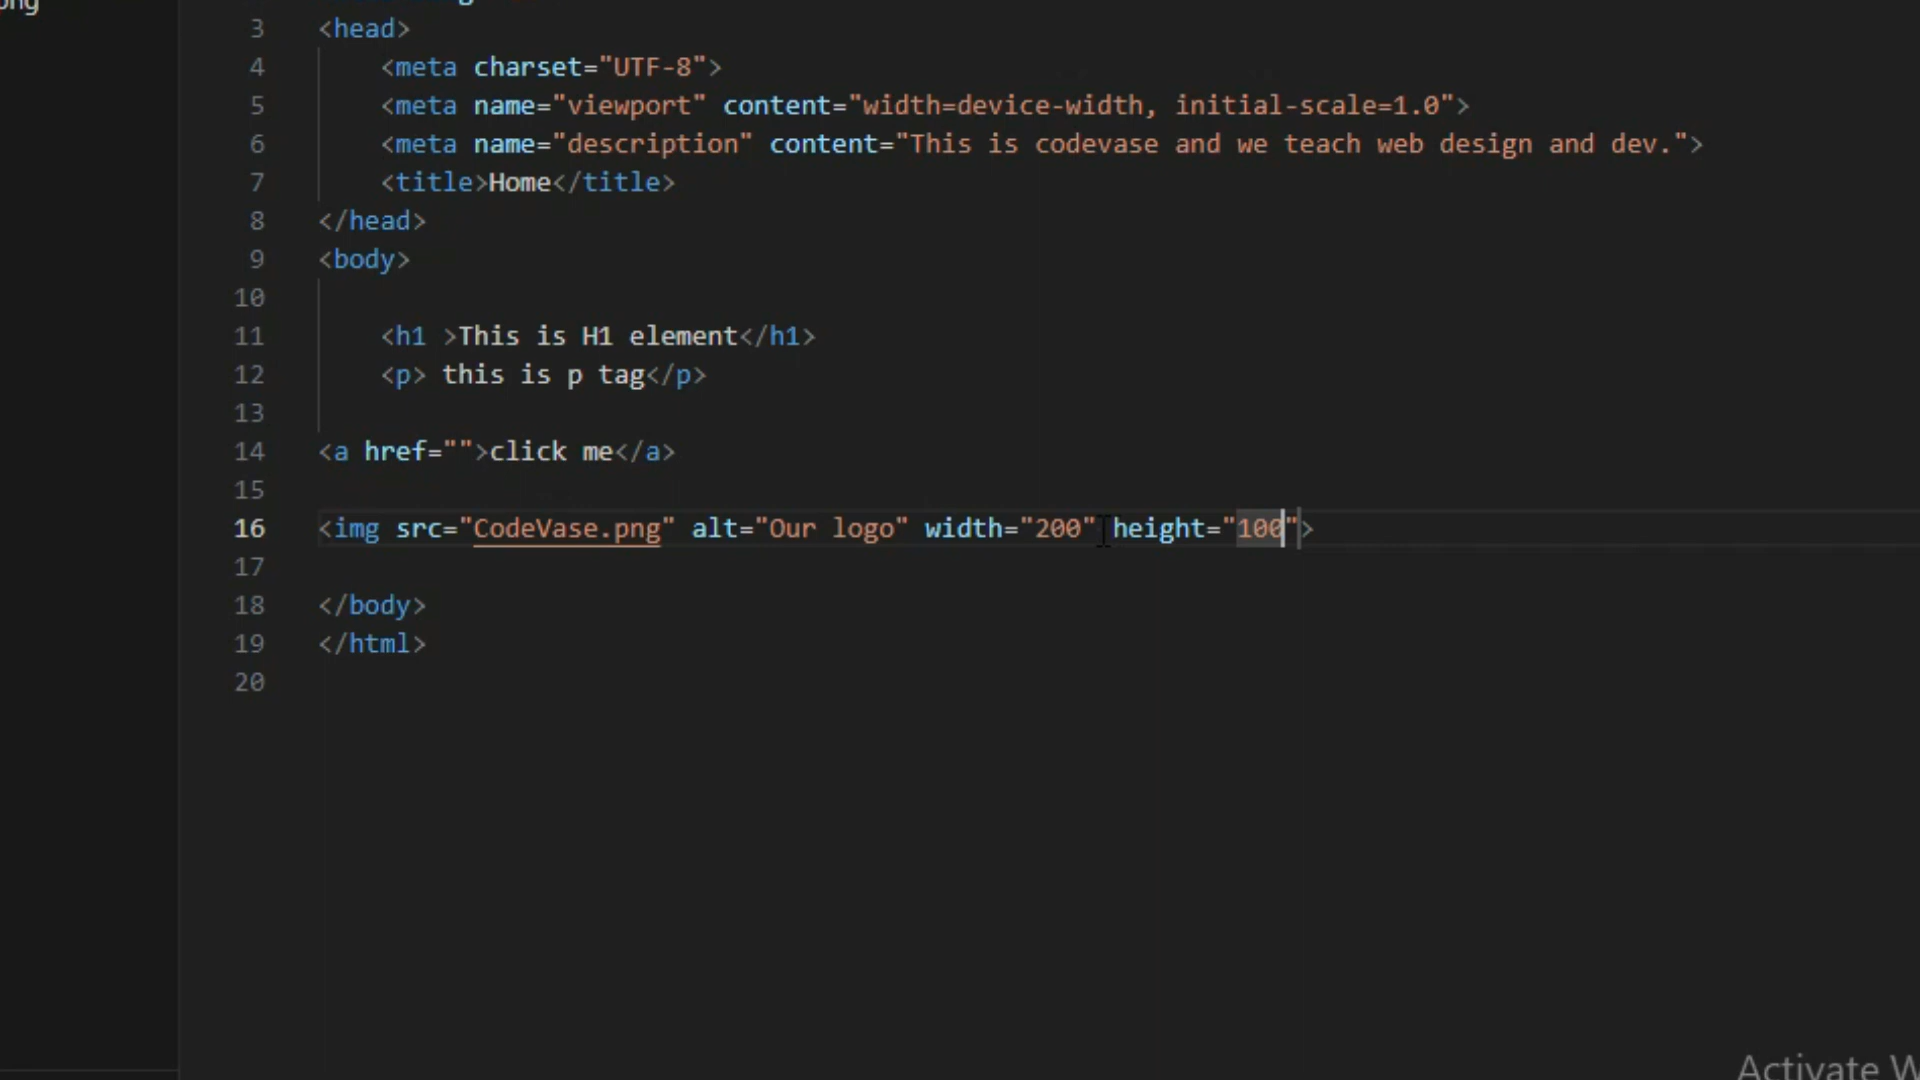 png
3 <head>
4 <meta charset="UTF-8">
5 <meta name="viewport" content="width=device-width, initial-scale=1.0">
6 <meta name="description" content="This is codevase and we teach web design and dev.">
7 <title>Home</title>
8 </head>
9 <body>
10
11 <h1 >This is H1 element</h1>
12 <p> this is p tag</p>
13
14 <a href="">click me</a>
15
16 <img src="CodeVase.png" alt="Our logo" width="200" height="100">
17
18 </body>
19 </html>
20
Activate W